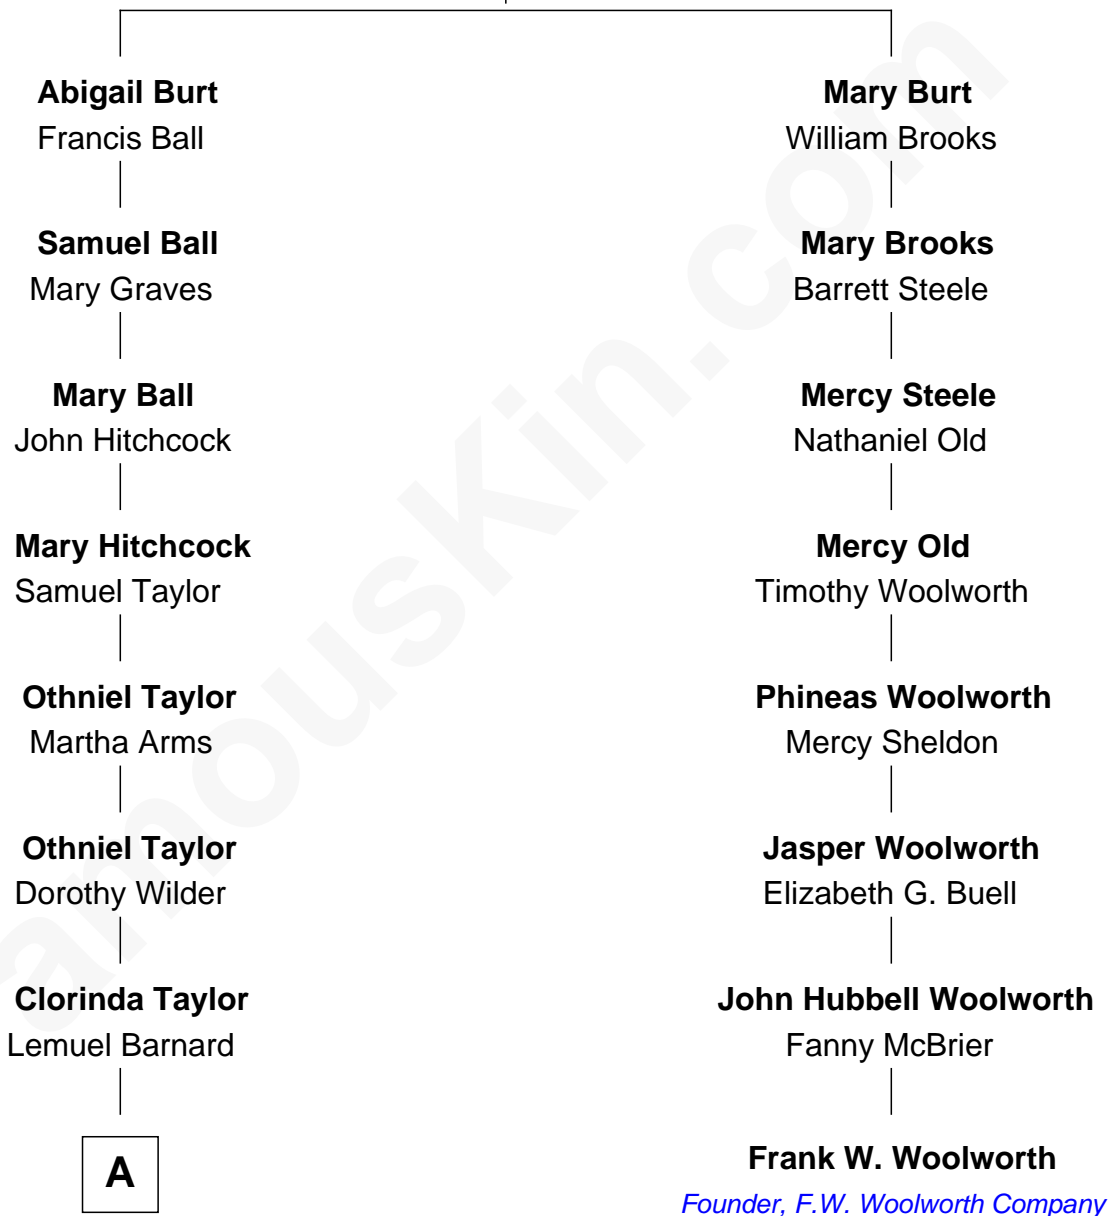 Abigail Burt
Francis Ball
Mary Burt
William Brooks
Samuel Ball
Mary Graves
Mary Brooks
Barrett Steele
Mary Ball
John Hitchcock
Mercy Steele
Nathaniel Old
Mary Hitchcock
Samuel Taylor
Mercy Old
Timothy Woolworth
Othniel Taylor
Martha Arms
Phineas Woolworth
Mercy Sheldon
Othniel Taylor
Dorothy Wilder
Jasper Woolworth
Elizabeth G. Buell
Clorinda Taylor
Lemuel Barnard
John Hubbell Woolworth
Fanny McBrier
A
Frank W. Woolworth
Founder, F.W. Woolworth Company
amousKin.com